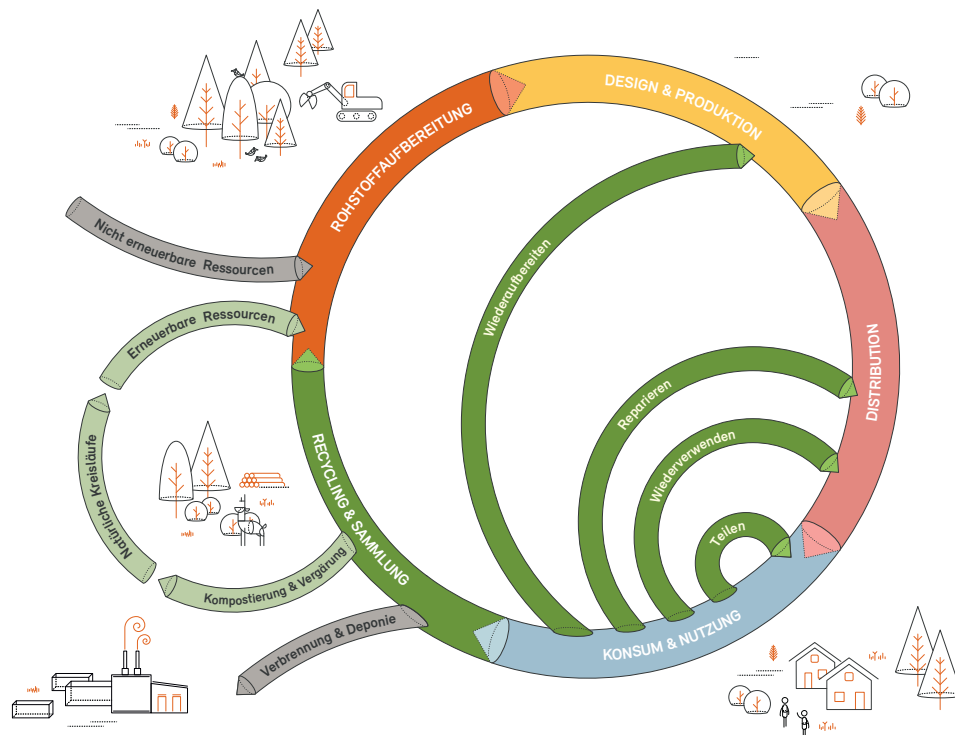 DESIGN & PRODUKTION
ROHSTOFFAUFBEREITUNG
Nicht erneuerbare Ressourcen
Wiederaufbereiten
Erneuerbare Ressourcen
DISTRIBUTION
Reparieren
Wiederverwenden
Natürliche Kreisläufe
RECYCLING & SAMMLUNG
Teilen
Kompostierung & Vergärung
Verbrennung & Deponie
KONSUM & NUTZUNG